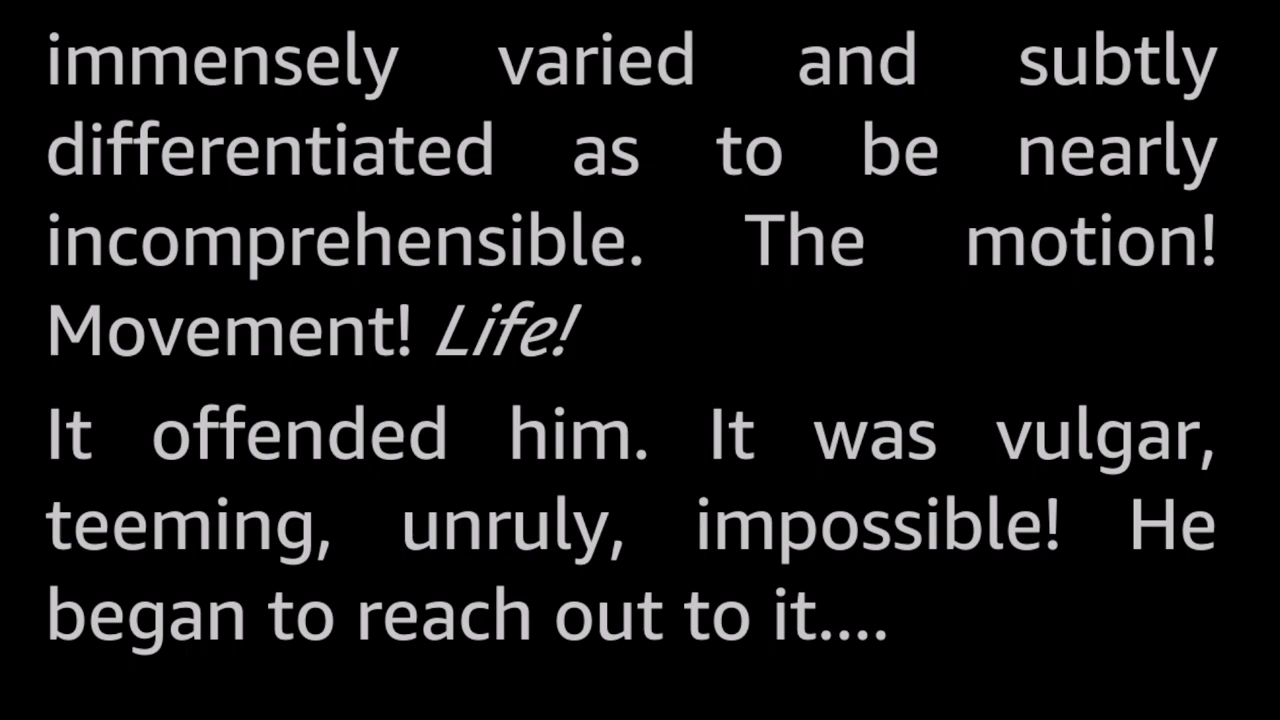 immensely varied and subtly
differentiated as to be nearly
incomprehensible. The motion!
Movement! Life!
It offended him. It was vulgar,
teeming, unruly, impossible! He
began to reach out to it....